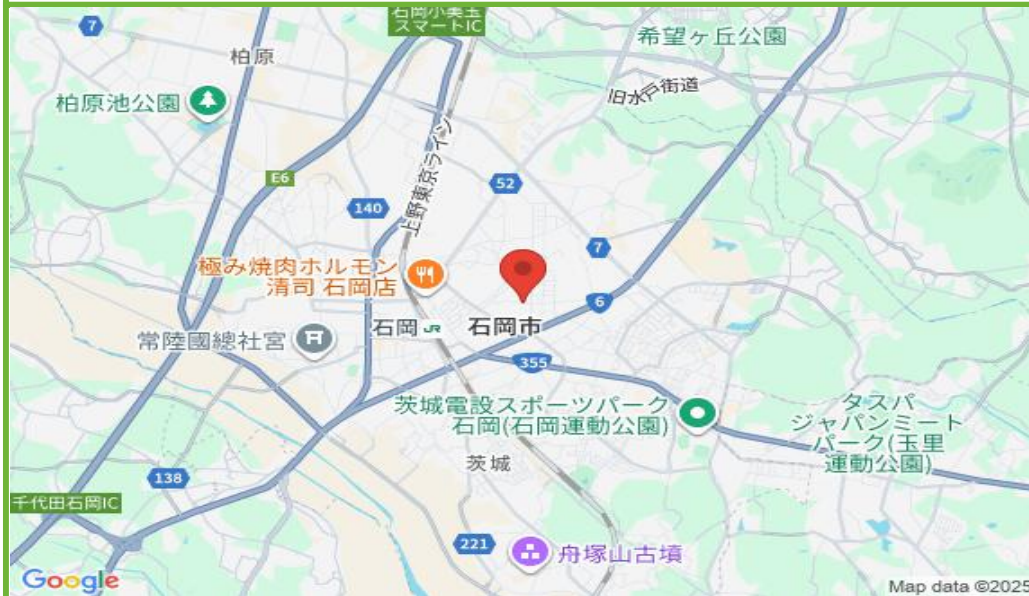 石岡小美玉
スマートIC
7
希望ヶ丘公園
柏原
旧水戸街道
柏原池公園
上野東京ライン
E6
52
140
7
極み焼肉ホルモン
清司 石岡店
6
石岡 JR
石岡市
常陸國總社宮
355
茨城電設スポーツパーク
石岡(石岡運動公園)
タスパ
ジャパンミート
パーク(玉里
運動公園)
茨城
138
千代田石岡IC
221
舟塚山古墳
Google
Map data ©2025